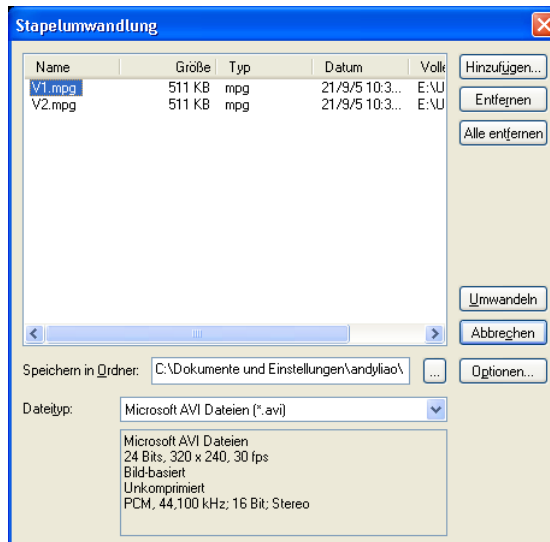 Stapelumwandlung
Name Größe Typ Datum Volle
V1.mpg 511 KB mpg 21/9/5 10:3... E:\U
V2.mpg 511 KB mpg 21/9/5 10:3... E:\U
Hinzufügen...
Entfernen
Alle entfernen
Umwandeln
Abbrechen
Speichern in Ordner: C:\Dokumente und Einstellungen\andyliao\ ... Optionen...
Dateityp: Microsoft AVI Dateien (*.avi)
Microsoft AVI Dateien
24 Bits, 320 x 240, 30 fps
Bild-basiert
Unkomprimiert
PCM, 44,100 kHz; 16 Bit; Stereo